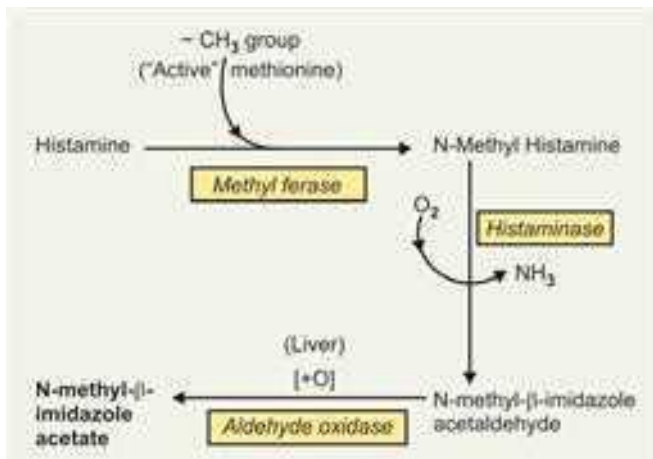 ~ CH₃ group
("Active" methionine)
Histamine
N-Methyl Histamine
Methyl ferase
O₂
Histaminase
NH₃
(Liver)
[+O]
N-methyl-β-
imidazole
acetate
N-methyl-β-imidazole
acetaldehyde
Aldehyde oxidase